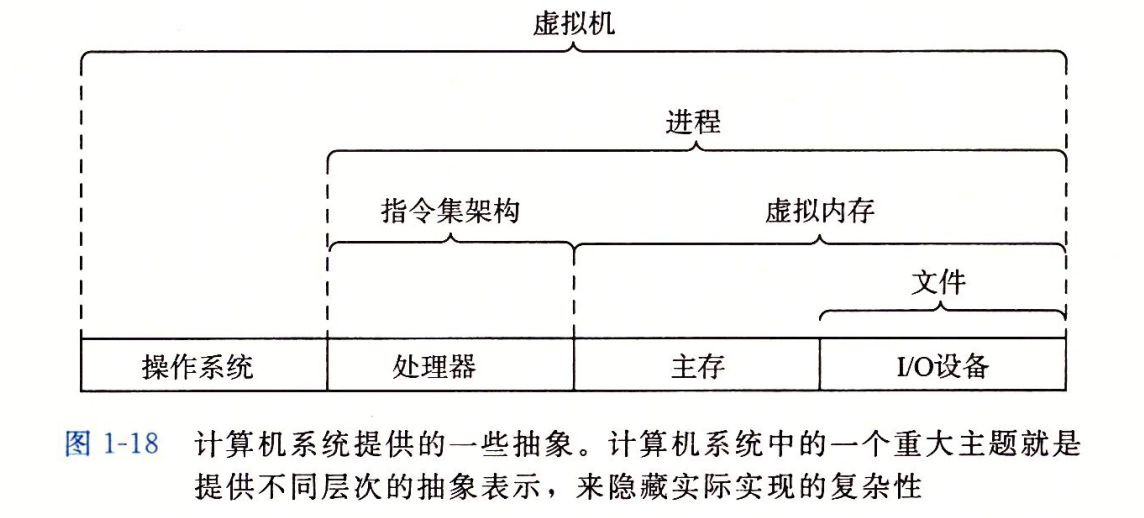 虚拟机
进程
指令集架构 虚拟内存
文件
操作系统 处理器 主存 I/O设备
图 1-18 计算机系统提供的一些抽象。计算机系统中的一个重大主题就是
提供不同层次的抽象表示，来隐藏实际实现的复杂性